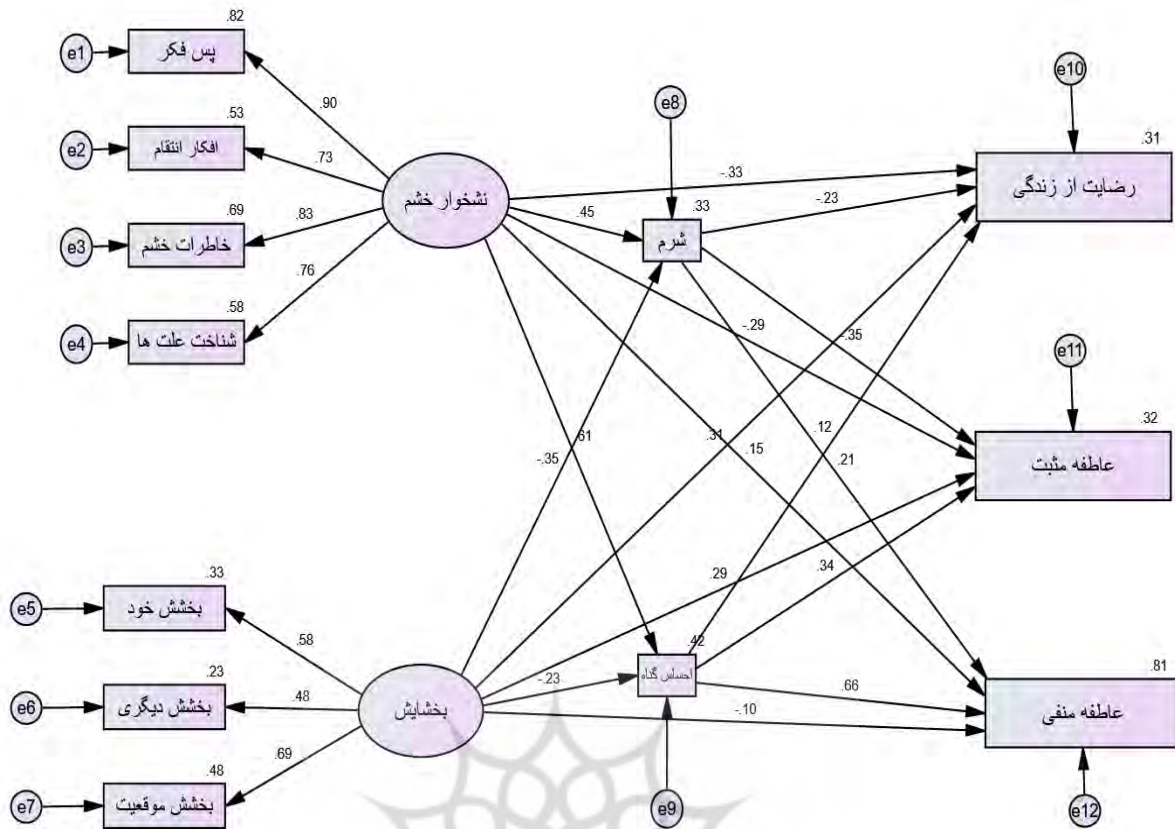 .82
e1
پس فکر
.90
.53
e2
افکار انتقام
.73
.69
e3
خاطرات خشم
.83
.58
e4
شناخت علت ها
.76
نشخوار خشم
e8
.33
شرم
.45
-.33
-.23
e10
.31
رضایت از زندگی
-.29
-.35
e11
.32
عاطفه مثبت
.61
-.35
.31
.15
.12
.21
.33
e5
بخشش خود
.58
.23
e6
بخشش دیگری
.48
.48
e7
بخشش موقعیت
.69
بخشایش
.29
.34
.42
احساس گناه
-.23
.66
-.10
e9
.81
عاطفه منفی
e12